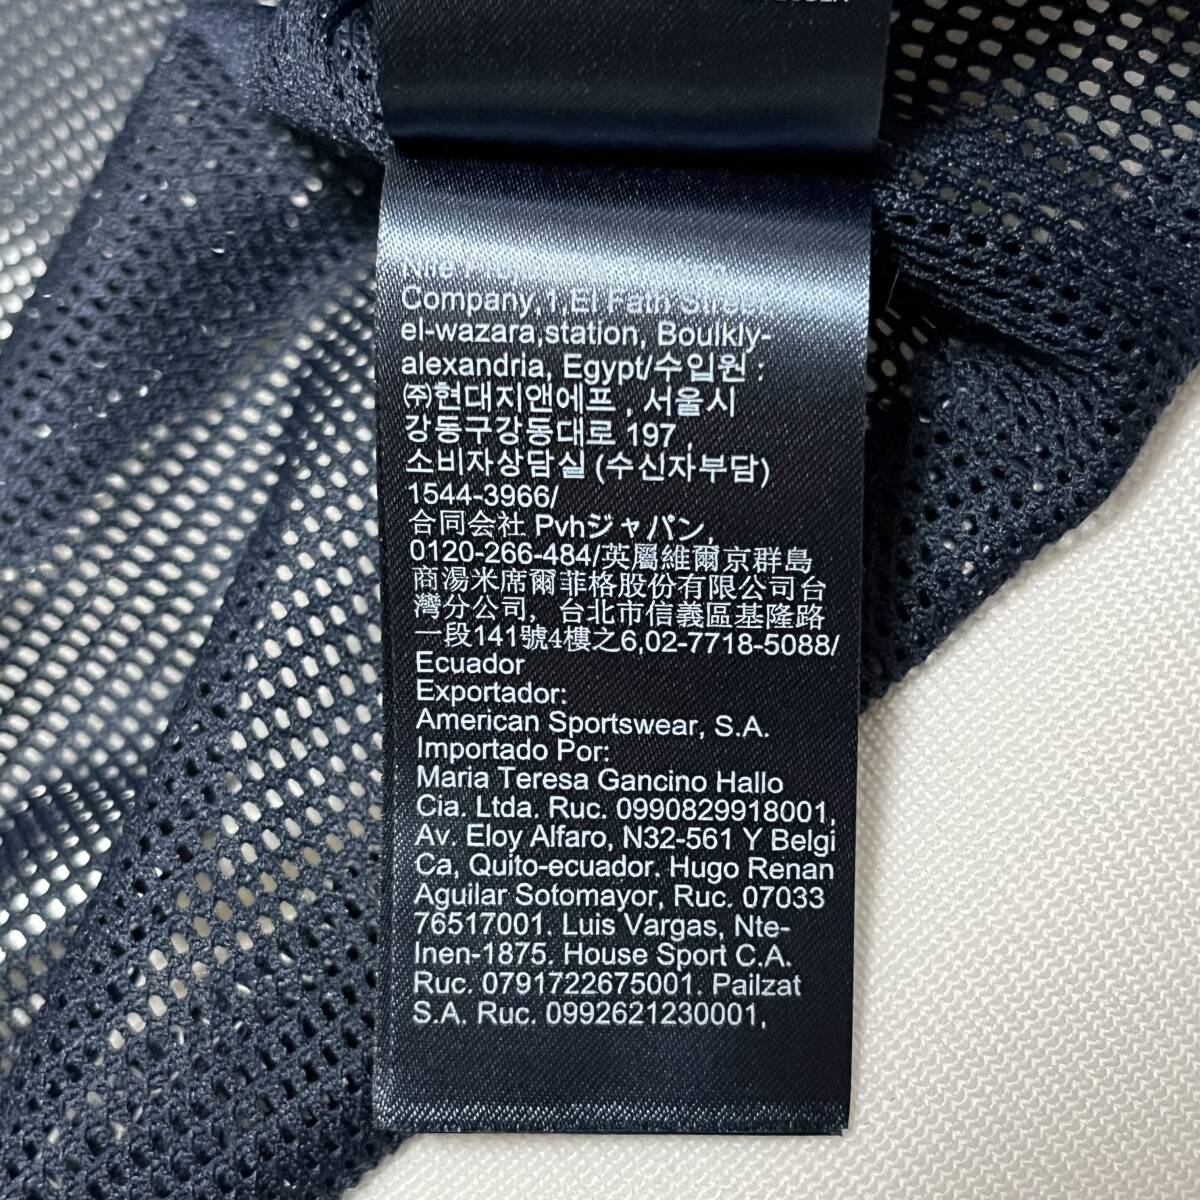 Company,1,El Fath Street
el-wazara,station, Boulkly-
alexandria, Egypt/수입원 :
㈜현대지앤에프 , 서울시
강동구강동대로 197 ,
소비자상담실 (수신자부담)
1544-3966/
合同会社 Pvhジャパン,
0120-266-484/英屬維爾京群島
商湯米席爾菲格股份有限公司台
灣分公司, 台北市信義區基隆路
一段141號4樓之6,02-7718-5088/
Ecuador
Exportador:
American Sportswear, S.A.
Importado Por:
Maria Teresa Gancino Hallo
Cia. Ltda. Ruc. 0990829918001,
Av. Eloy Alfaro, N32-561 Y Belgi
Ca, Quito-ecuador. Hugo Renan
Aguilar Sotomayor, Ruc. 07033
76517001. Luis Vargas, Nte-
Inen-1875. House Sport C.A.
Ruc. 0791722675001. Pailzat
S.A. Ruc. 0992621230001,